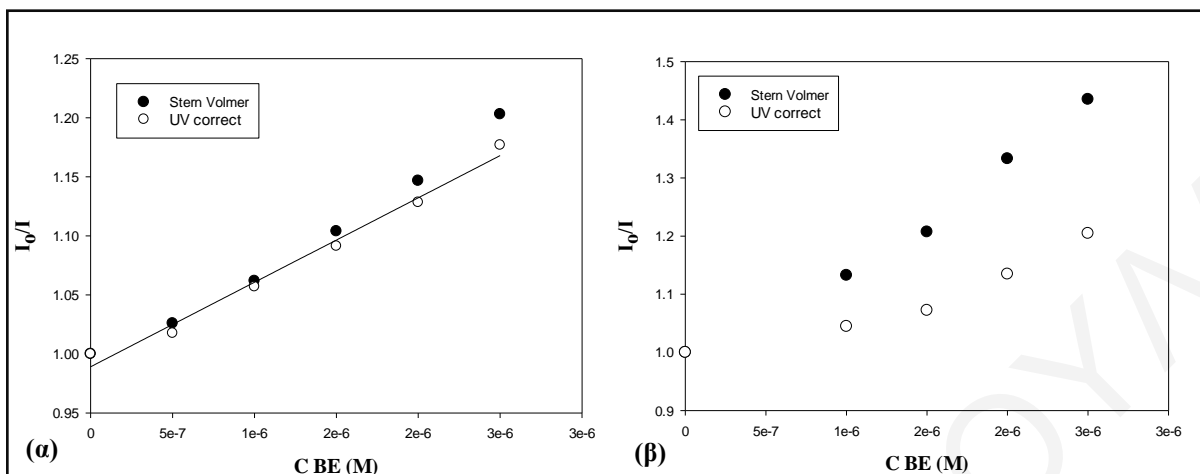 1.25
1.20
1.15
1.10
1.05
1.00
0.95
I₀/I
Stern Volmer
UV correct
0 5e-7 1e-6 2e-6 2e-6 3e-6 3e-6
(α)
C BE (M)
1.5
1.4
1.3
1.2
1.1
1.0
0.9
I₀/I
Stern Volmer
UV correct
0 5e-7 1e-6 2e-6 2e-6 3e-6 3e-6
(β)
C BE (M)